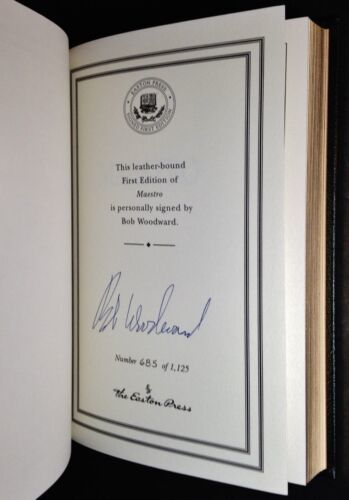 EASTON PRESS
SIGNED FIRST EDITION
This leather-bound
First Edition of
Maestro
is personally signed by
Bob Woodward.
Bob Woodward
Number 685 of 1,125
The Easton Press